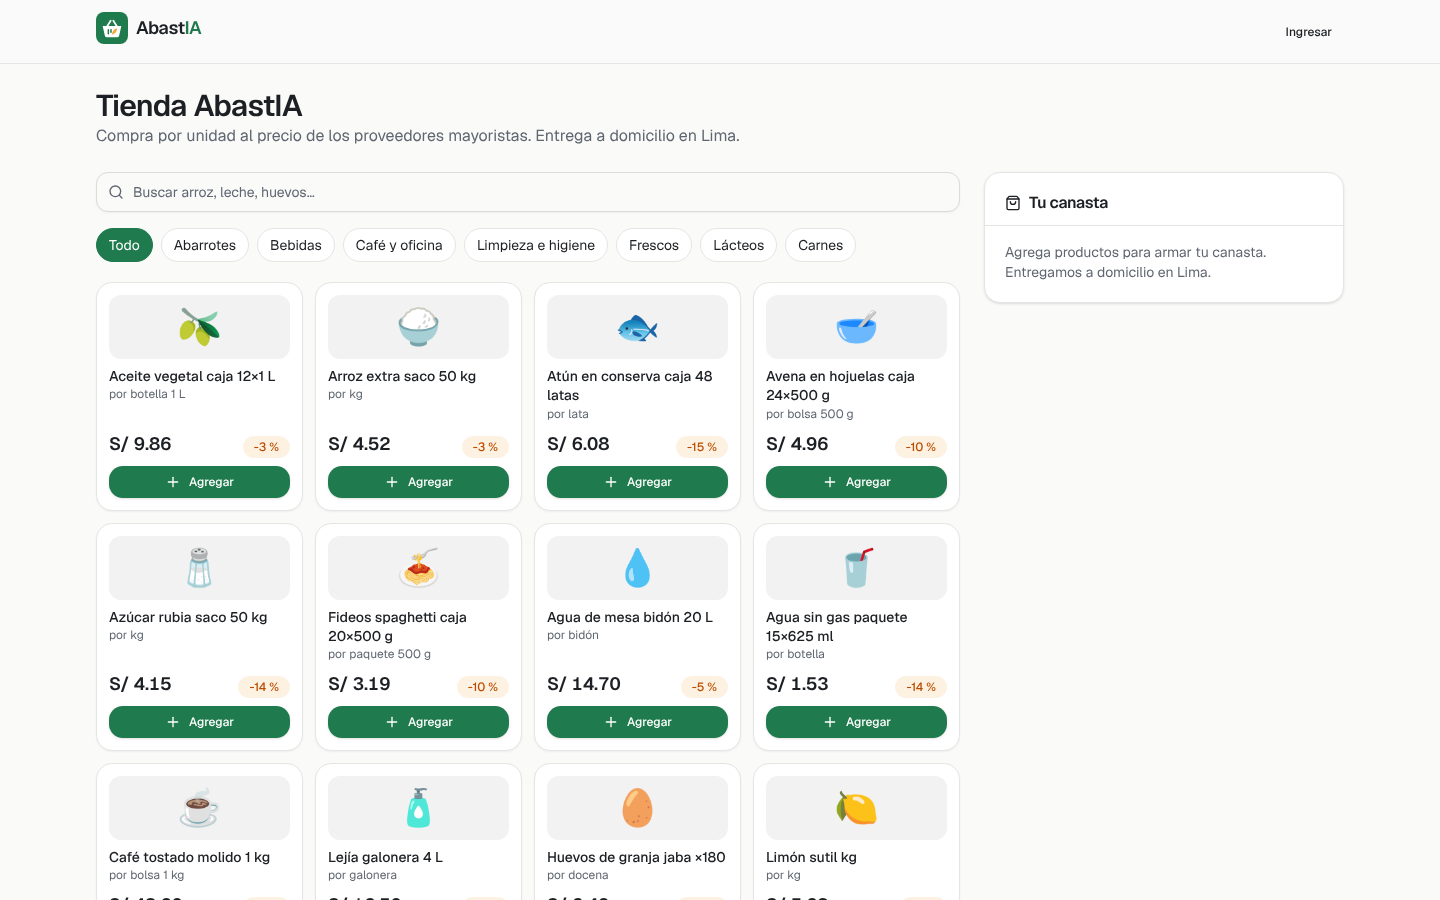 AbastIA
Ingresar
Tienda AbastIA
Compra por unidad al precio de los proveedores mayoristas. Entrega a domicilio en Lima.
Buscar arroz, leche, huevos...
Todo
Abarrotes
Bebidas
Café y oficina
Limpieza e higiene
Frescos
Lácteos
Carnes
Tu canasta
Agrega productos para armar tu canasta.
Entregamos a domicilio en Lima.
Aceite vegetal caja 12×1 L
por botella 1 L
S/ 9.86
-3 %
Agregar
Arroz extra saco 50 kg
por kg
S/ 4.52
-3 %
Agregar
Atún en conserva caja 48
latas
por lata
S/ 6.08
-15 %
Agregar
Avena en hojuelas caja
24×500 g
por bolsa 500 g
S/ 4.96
-10 %
Agregar
Azúcar rubia saco 50 kg
por kg
S/ 4.15
-14 %
Agregar
Fideos spaghetti caja
20×500 g
por paquete 500 g
S/ 3.19
-10 %
Agregar
Agua de mesa bidón 20 L
por bidón
S/ 14.70
-5 %
Agregar
Agua sin gas paquete
15×625 ml
por botella
S/ 1.53
-14 %
Agregar
Café tostado molido 1 kg
por bolsa 1 kg
Lejía galonera 4 L
por galonera
Huevos de granja jaba ×180
por docena
Limón sutil kg
por kg